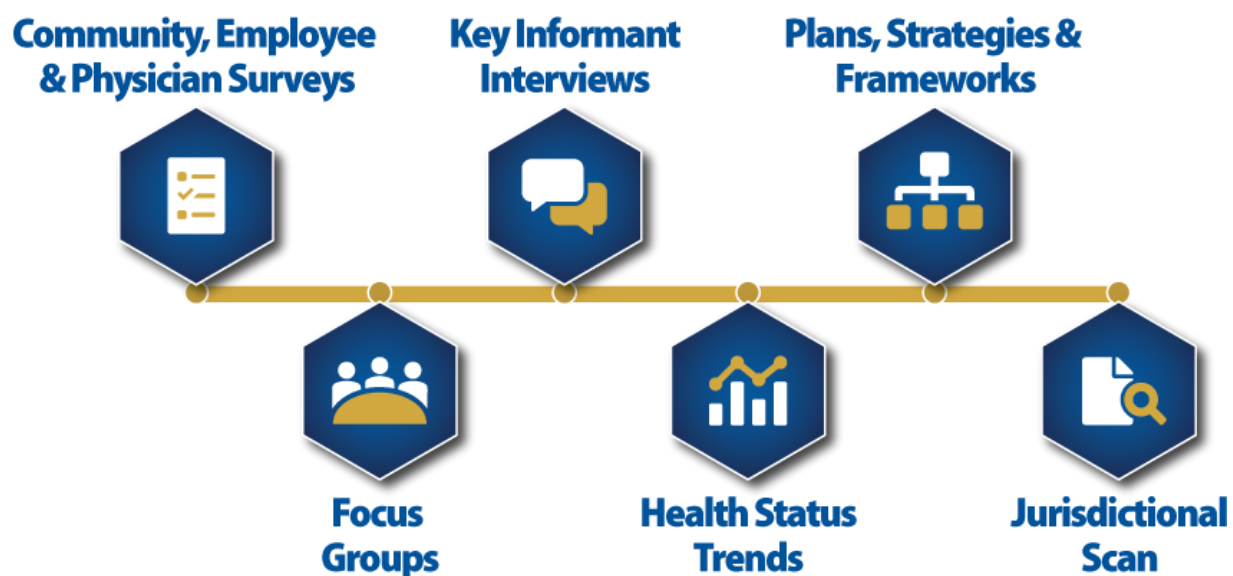 Community, Employee
& Physician Surveys
Key Informant
Interviews
Plans, Strategies &
Frameworks
Focus
Groups
Health Status
Trends
Jurisdictional
Scan